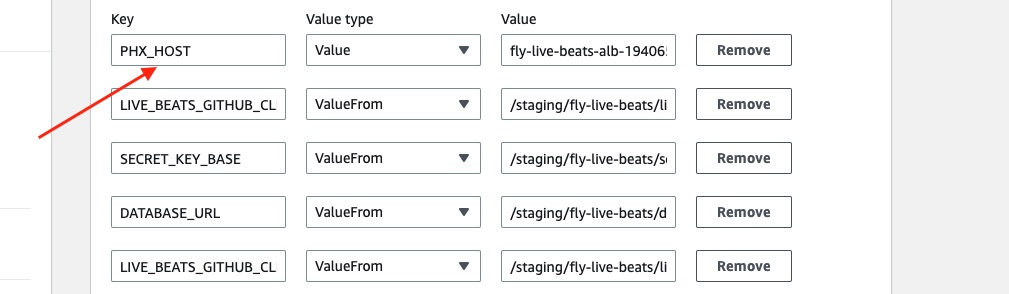 Key Value type Value
PHX_HOST Value fly-live-beats-alb-19406 Remove
LIVE_BEATS_GITHUB_CL ValueFrom /staging/fly-live-beats/li Remove
SECRET_KEY_BASE ValueFrom /staging/fly-live-beats/s Remove
DATABASE_URL ValueFrom /staging/fly-live-beats/d Remove
LIVE_BEATS_GITHUB_CL ValueFrom /staging/fly-live-beats/li Remove